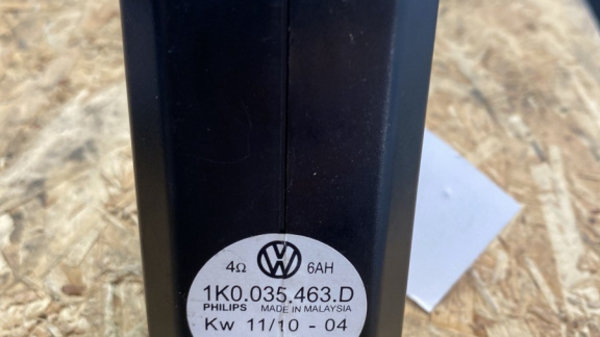 4Ω 6AH
1K0.035.463.D
PHILIPS MADE IN MALAYSIA
Kw 11/10 - 04